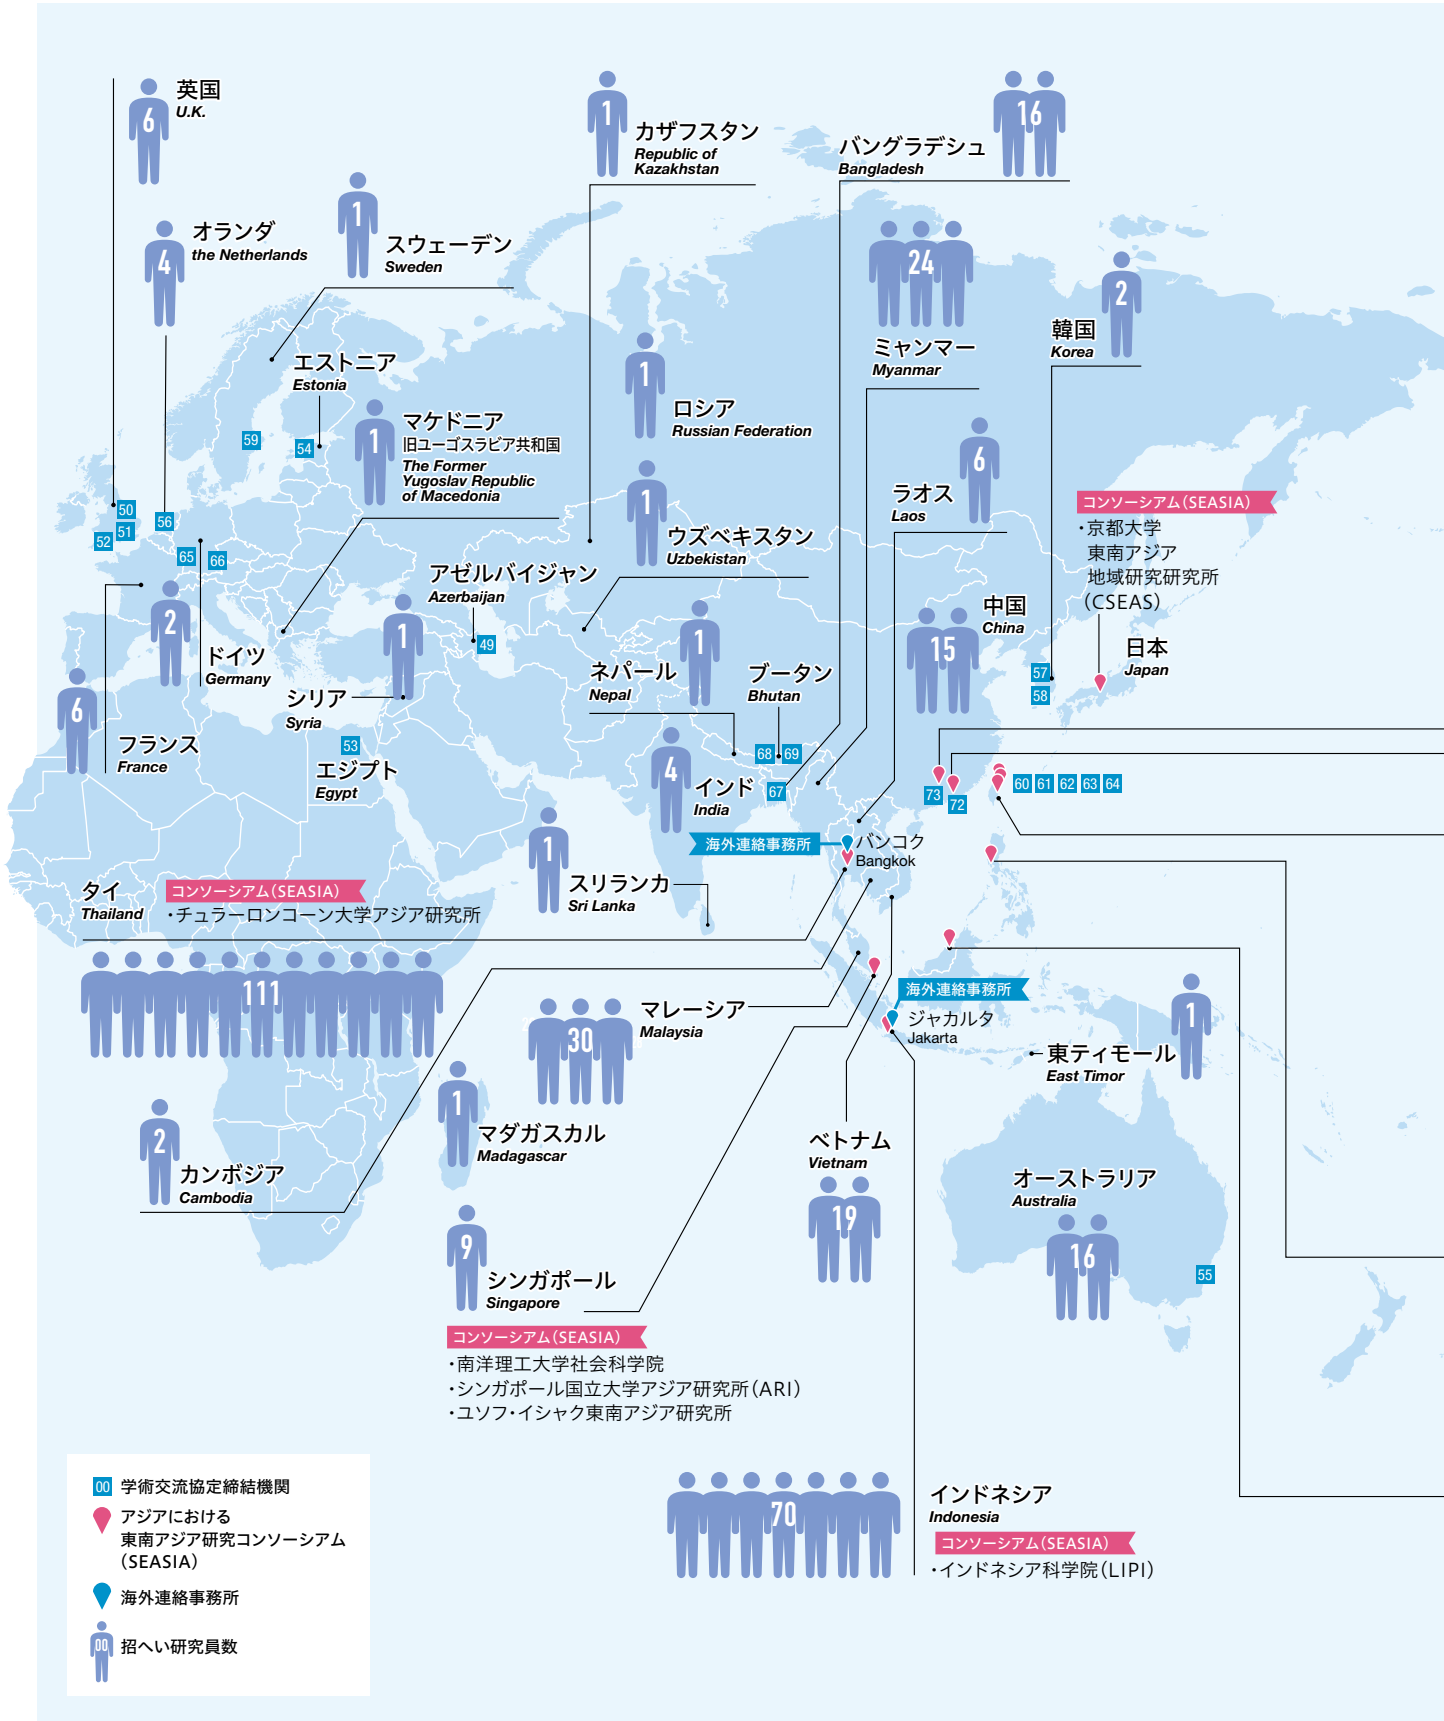 6
英国
U.K.
1
カザフスタン
Republic of
Kazakhstan
16
バングラデシュ
Bangladesh
4
オランダ
the Netherlands
1
スウェーデン
Sweden
24
ミャンマー
Myanmar
2
韓国
Korea
エストニア
Estonia
59
54
1
マケドニア
旧ユーゴスラビア共和国
The Former
Yugoslav Republic
of Macedonia
1
ロシア
Russian Federation
6
ラオス
Laos
1
ウズベキスタン
Uzbekistan
コンソーシアム(SEASIA)
・京都大学
東南アジア
地域研究研究所
(CSEAS)
日本
Japan
50
51
52
56
65
66
アゼルバイジャン
Azerbaijan
49
2
ドイツ
Germany
1
シリア
Syria
6
フランス
France
53
エジプト
Egypt
1
ネパール
Nepal
ブータン
Bhutan
68
69
67
15
中国
China
57
58
4
インド
India
73
72
60
61
62
63
64
海外連絡事務所
バンコク
Bangkok
1
スリランカ
Sri Lanka
タイ
Thailand
コンソーシアム(SEASIA)
・チュラーロンコーン大学アジア研究所
111
30
マレーシア
Malaysia
海外連絡事務所
ジャカルタ
Jakarta
1
東ティモール
East Timor
2
カンボジア
Cambodia
1
マダガスカル
Madagascar
ベトナム
Vietnam
19
オーストラリア
Australia
16
55
9
シンガポール
Singapore
コンソーシアム(SEASIA)
・南洋理工大学社会科学院
・シンガポール国立大学アジア研究所(ARI)
・ユソフ・イシャク東南アジア研究所
70
インドネシア
Indonesia
コンソーシアム(SEASIA)
・インドネシア科学院(LIPI)
00 学術交流協定締結機関
アジアにおける
東南アジア研究コンソーシアム
(SEASIA)
海外連絡事務所
00 招へい研究員数